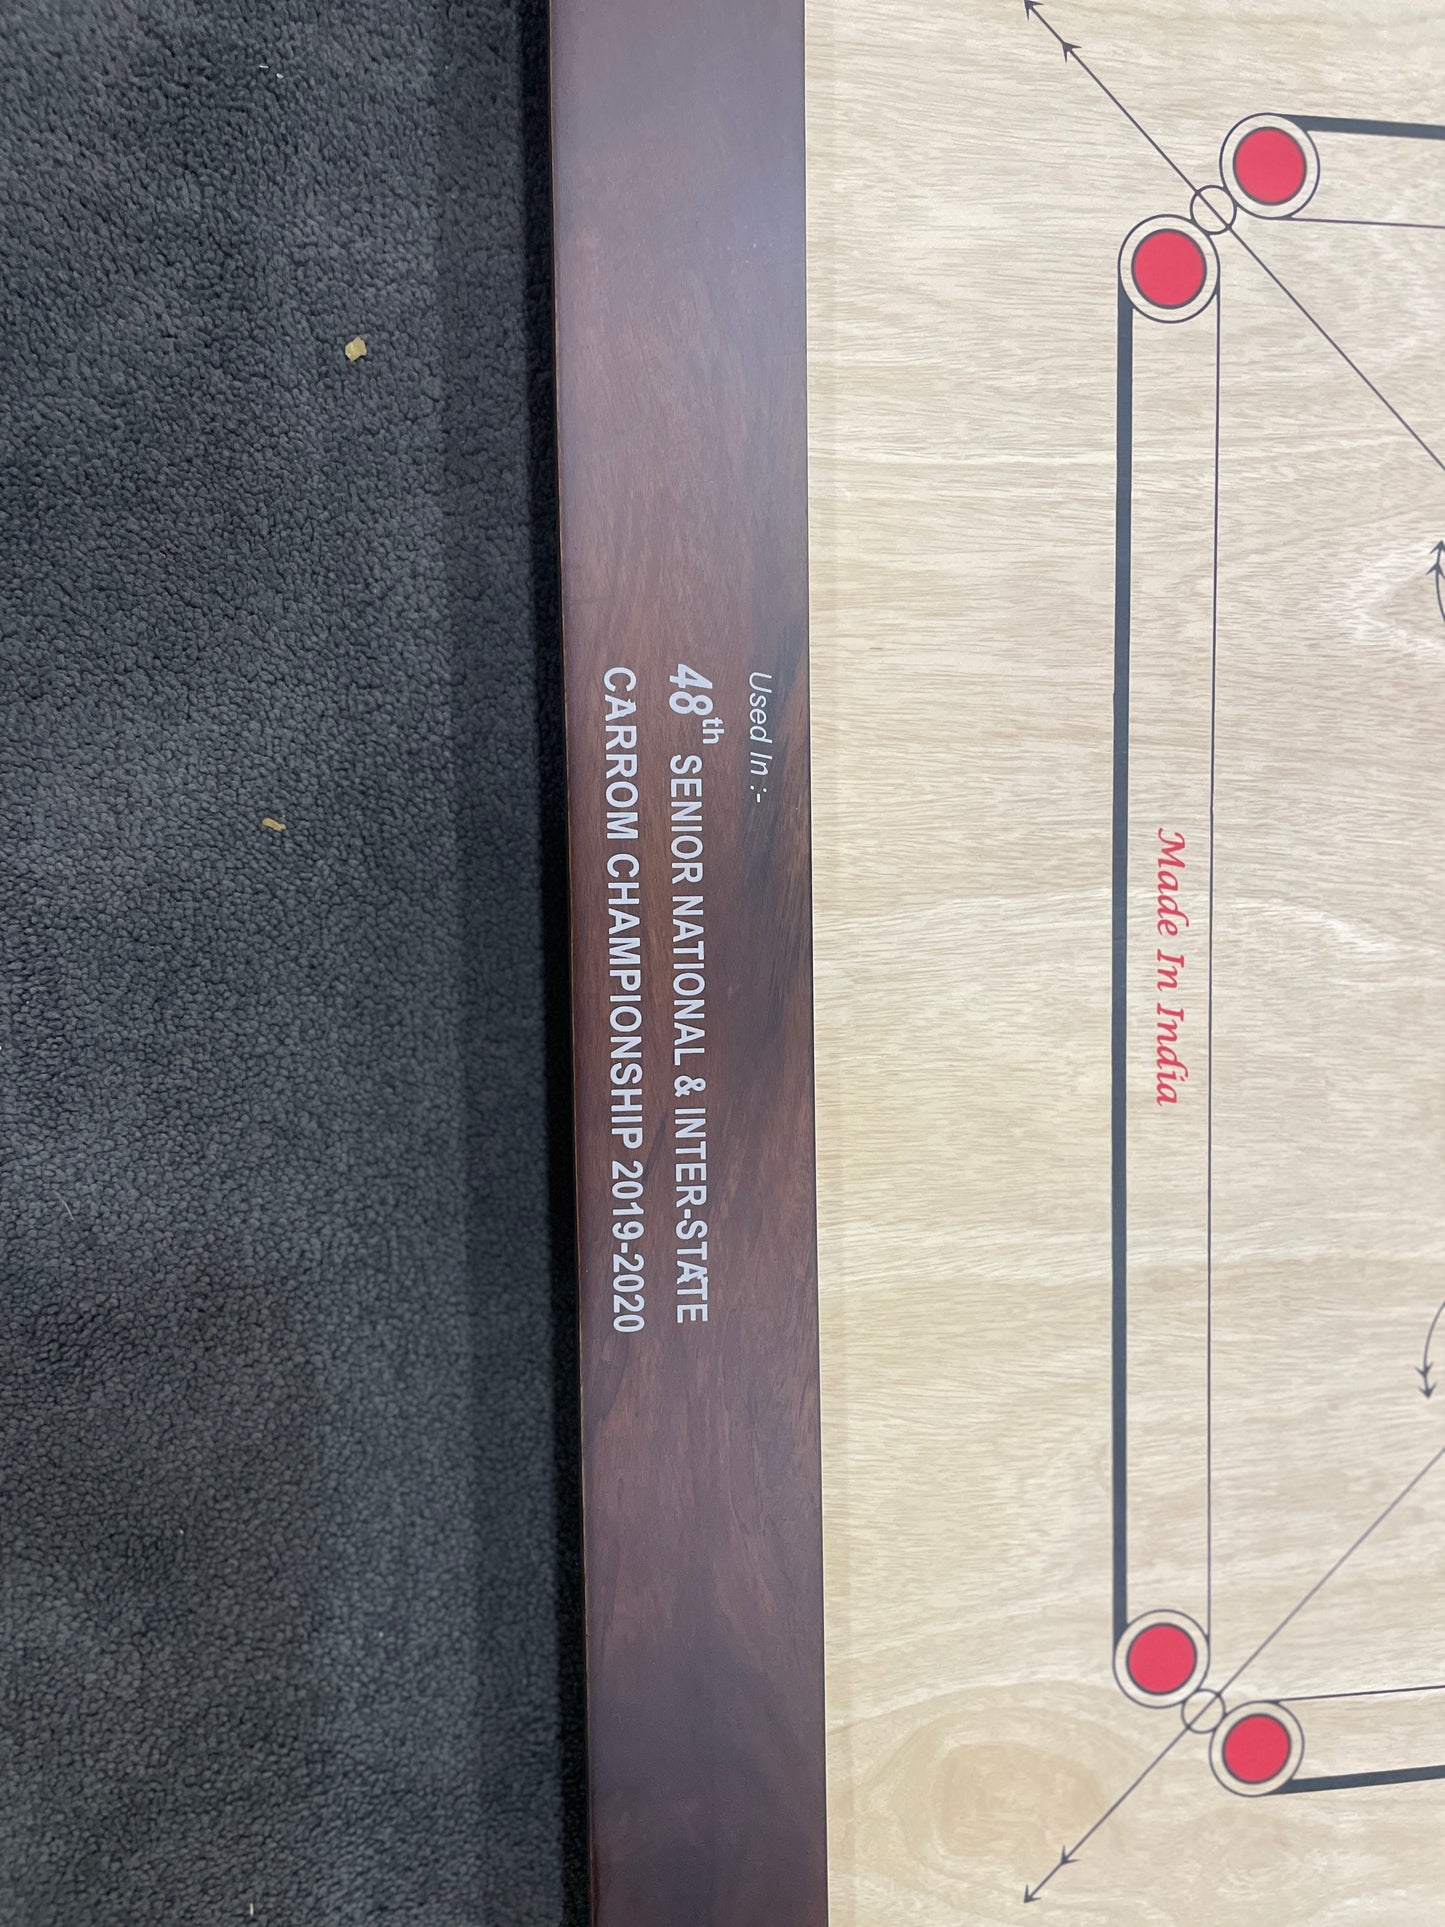 Used In :-
48th SENIOR NATIONAL & INTER-STATE
CARROM CHAMPIONSHIP 2019-2020
Made In India